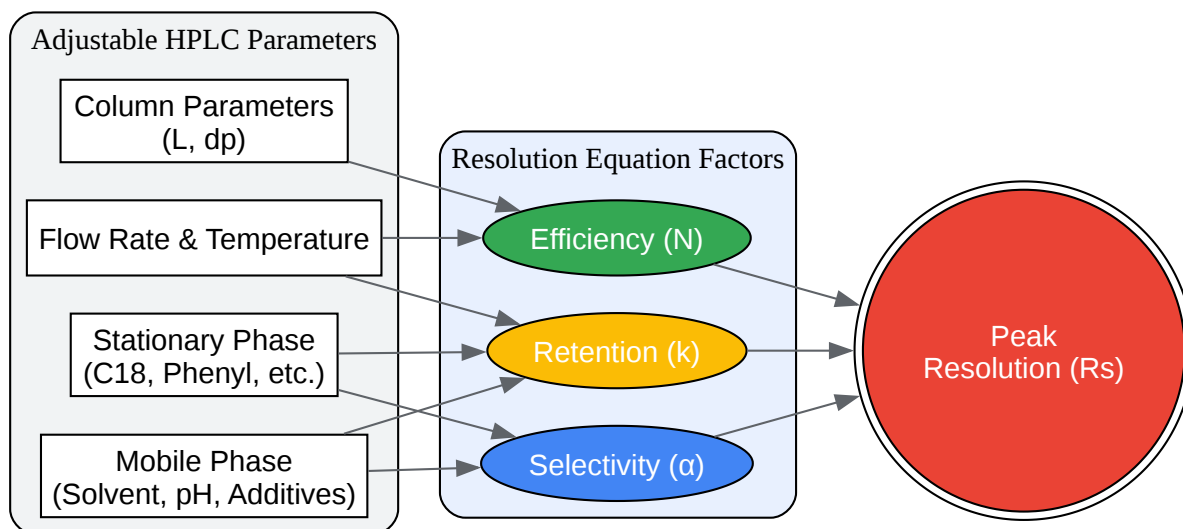 Adjustable HPLC Parameters
Column Parameters
(L, dp)
Flow Rate & Temperature
Stationary Phase
(C18, Phenyl, etc.)
Mobile Phase
(Solvent, pH, Additives)
Resolution Equation Factors
Efficiency (N)
Retention (k)
Selectivity (α)
Peak
Resolution (Rs)